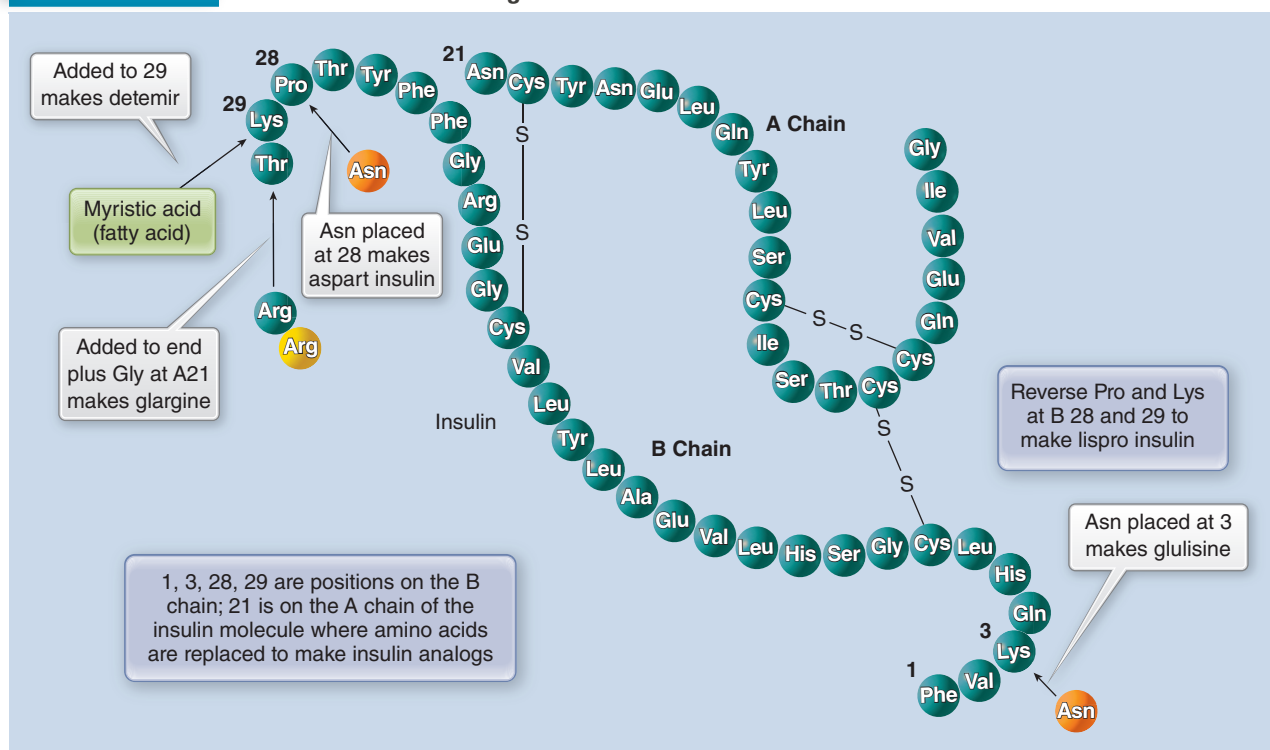 g
Added to 29
makes detemir
28
Pro
Thr
Tyr
Phe
Phe
29
Lys
Thr
Gly
Arg
Glu
Gly
Cys
Val
Leu
Tyr
Leu
Ala
Glu
Val
Leu
His
Ser
Gly
Cys
Leu
His
Gln
3
Lys
Val
1
Phe
Asn
Myristic acid
(fatty acid)
Asn placed
at 28 makes
aspart insulin
Arg
Arg
Added to end
plus Gly at A21
makes glargine
21
Asn
Cys
Tyr
Asn
Glu
Leu
Gln
Tyr
Leu
Ser
Cys
Ile
Ser
Thr
Cys
Cys
Gln
Glu
Val
Ile
Gly
A Chain
S
S
S
S
S
S
Insulin
B Chain
Reverse Pro and Lys
at B 28 and 29 to
make lispro insulin
Asn placed at 3
makes glulisine
Asn
1, 3, 28, 29 are positions on the B
chain; 21 is on the A chain of the
insulin molecule where amino acids
are replaced to make insulin analogs